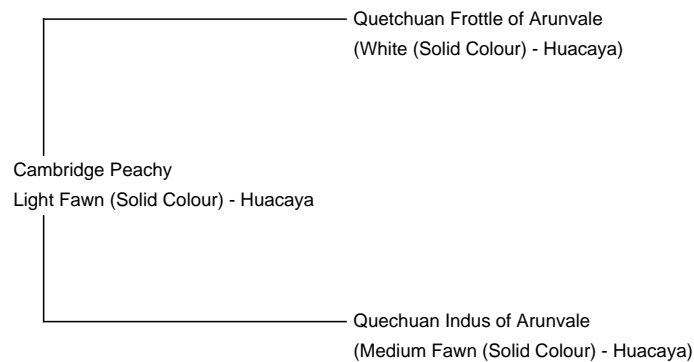 Quetchuan Frottle of Arunvale
(White (Solid Colour) - Huacaya)
Cambridge Peachy
Light Fawn (Solid Colour) - Huacaya
Quechuan Indus of Arunvale
(Medium Fawn (Solid Colour) - Huacaya)